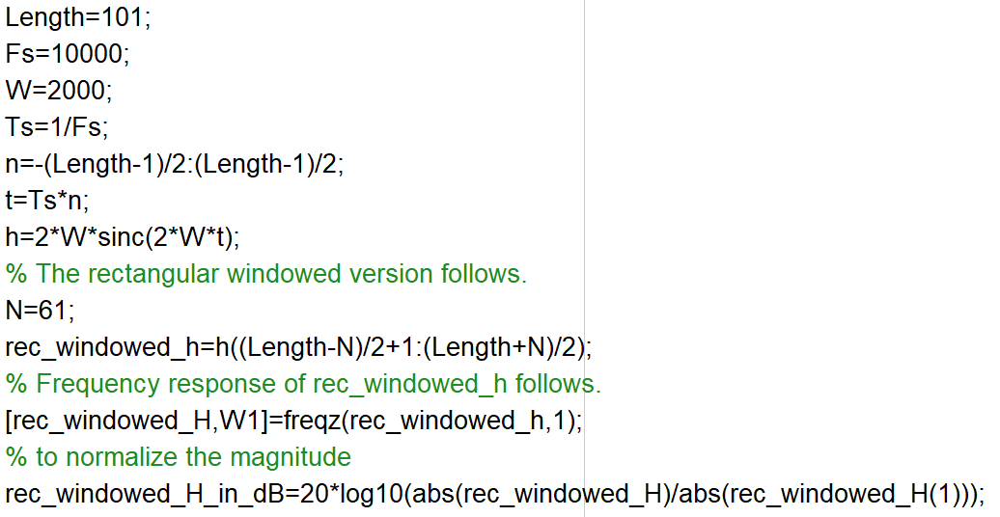 Length=101;
Fs=10000;
W=2000;
Ts=1/Fs;
n=-(Length-1)/2:(Length-1)/2;
t=Ts*n;
h=2*W*sinc(2*W*t);
% The rectangular windowed version follows.
N=61;
rec_windowed_h=h((Length-N)/2+1:(Length+N)/2);
% Frequency response of rec_windowed_h follows.
[rec_windowed_H,W1]=freqz(rec_windowed_h,1);
% to normalize the magnitude
rec_windowed_H_in_dB=20*log10(abs(rec_windowed_H)/abs(rec_windowed_H(1)));